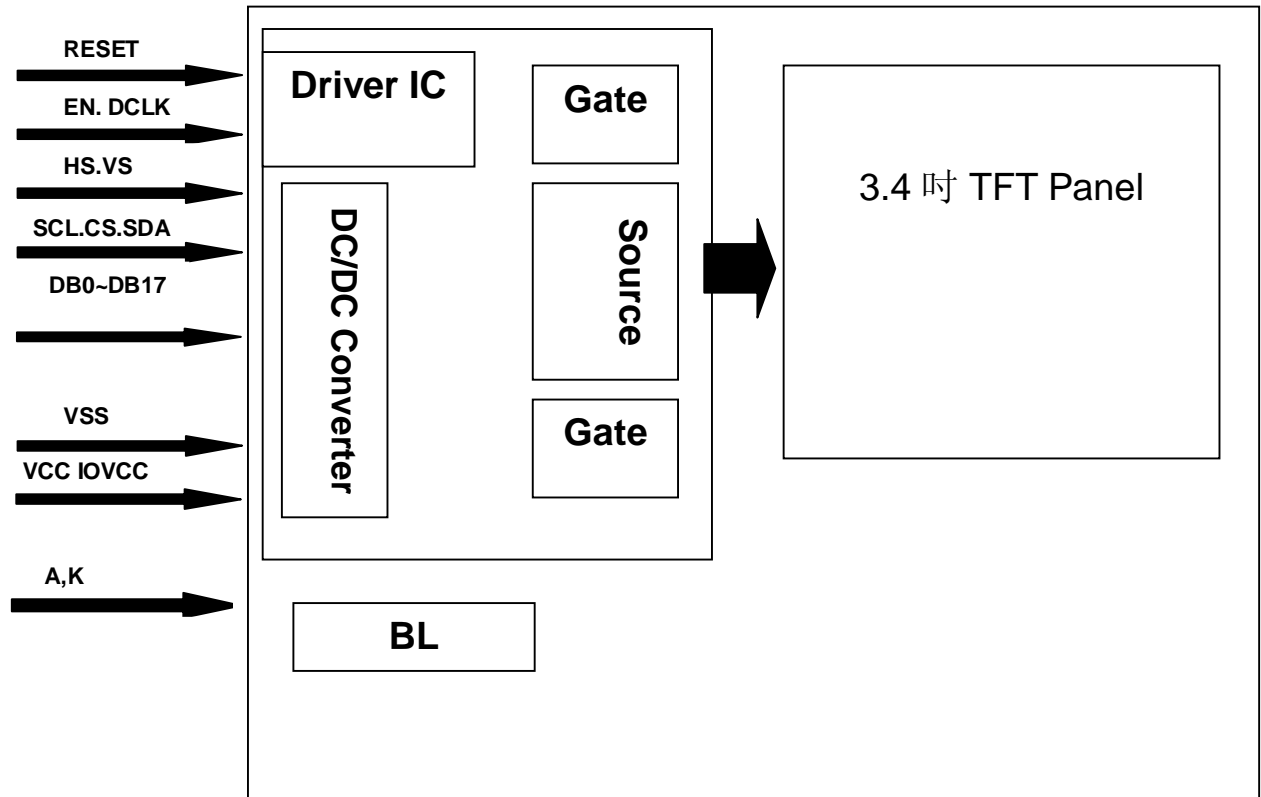 RESET
EN. DCLK
HS.VS
SCL.CS.SDA
DB0~DB17
VSS
VCC IOVCC
A,K
Driver IC
DC/DC Converter
Gate
Source
Gate
BL
3.4 吋 TFT Panel